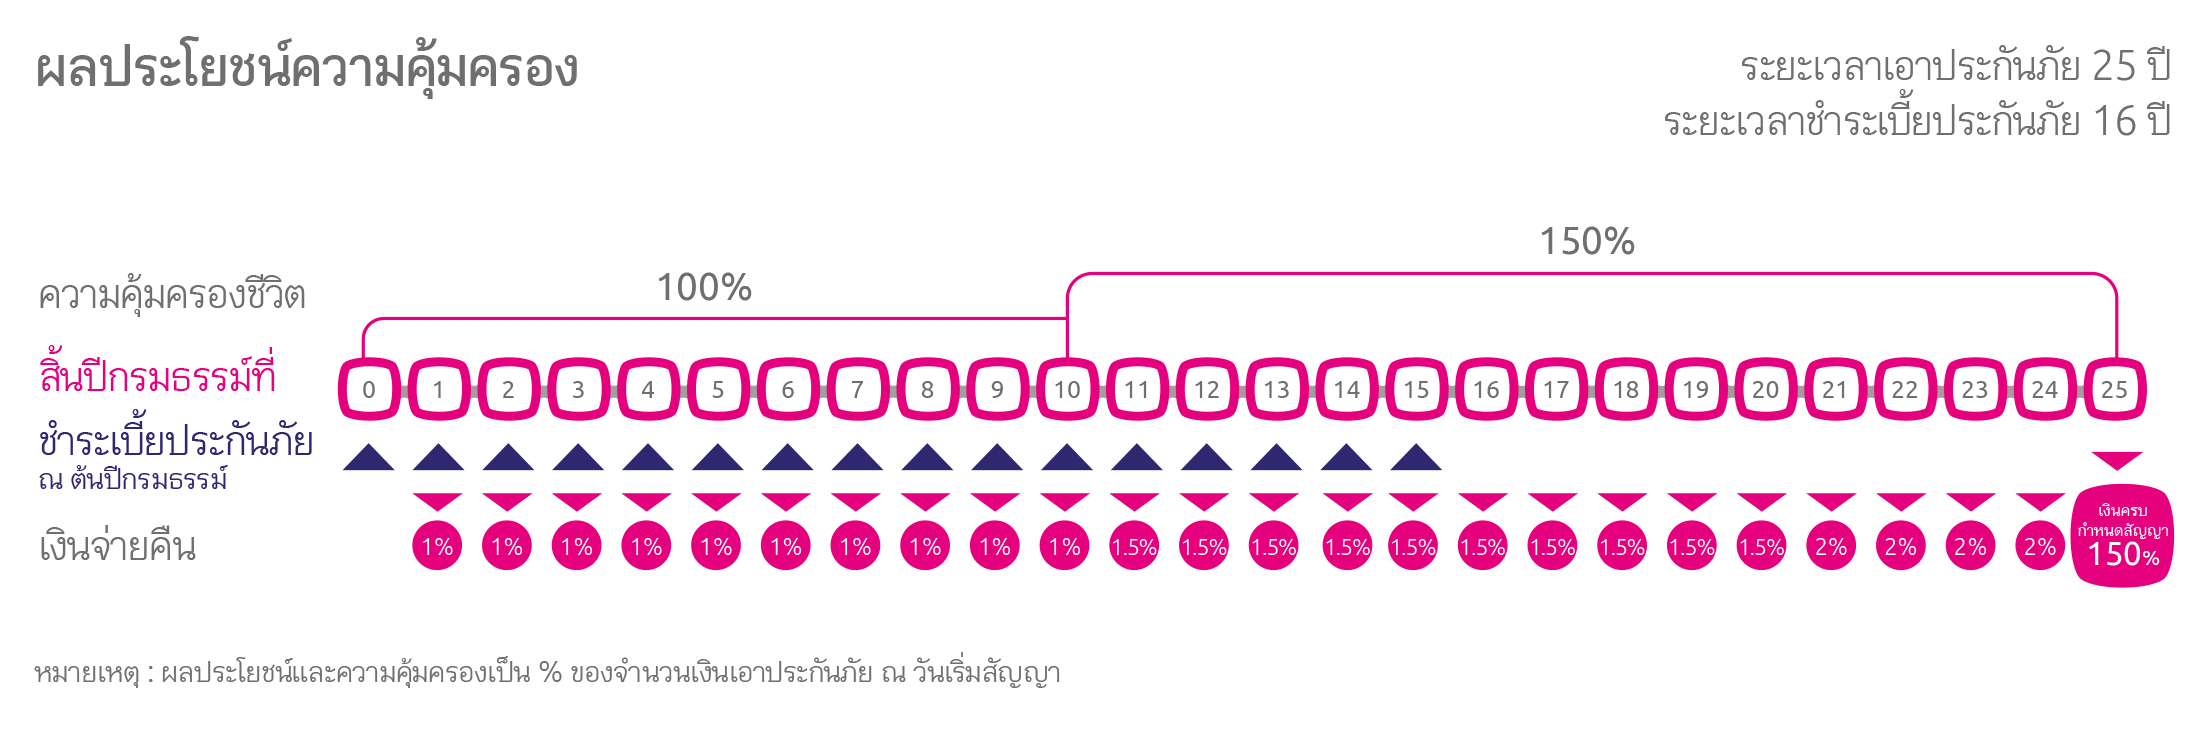 ผลประโยชน์ความคุ้มครอง
ระยะเวลาเอาประกันภัย 25 ปี
ระยะเวลาชำระเบี้ยประกันภัย 16 ปี
150%
100%
ความคุ้มครองชีวิต
สิ้นปีกรมธรรม์ที่ 0 1 2 3 4 5 6 7 8 9 10 11 12 13 14 15 16 17 18 19 20 21 22 23 24 25
ชำระเบี้ยประกันภัย
ณ ต้นปีกรมธรรม์
เงินจ่ายคืน 1% 1% 1% 1% 1% 1% 1% 1% 1% 1% 1.5% 1.5% 1.5% 1.5% 1.5% 1.5% 1.5% 1.5% 1.5% 1.5% 2% 2% 2% 2%
เงินครบ
กำหนดสัญญา
150%
หมายเหตุ : ผลประโยชน์และความคุ้มครองเป็น % ของจำนวนเงินเอาประกันภัย ณ วันเริ่มสัญญา